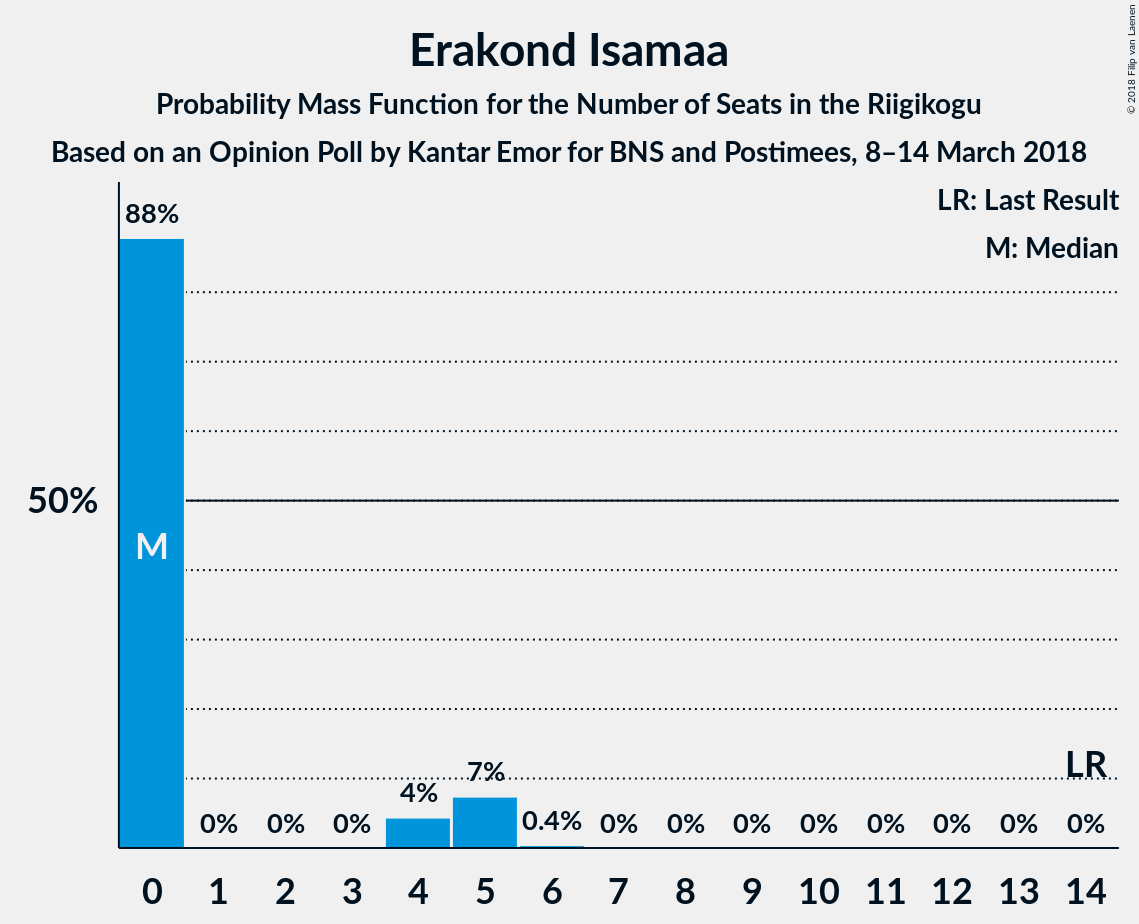 Erakond Isamaa
Probability Mass Function for the Number of Seats in the Riigikogu
Based on an Opinion Poll by Kantar Emor for BNS and Postimees, 8–14 March 2018
© 2018 Filip van Laenen
LR: Last Result
M: Median
88%
50%
M
LR
7%
4%
0% 0% 0% 0.4% 0% 0% 0% 0% 0% 0% 0% 0%
0 1 2 3 4 5 6 7 8 9 10 11 12 13 14